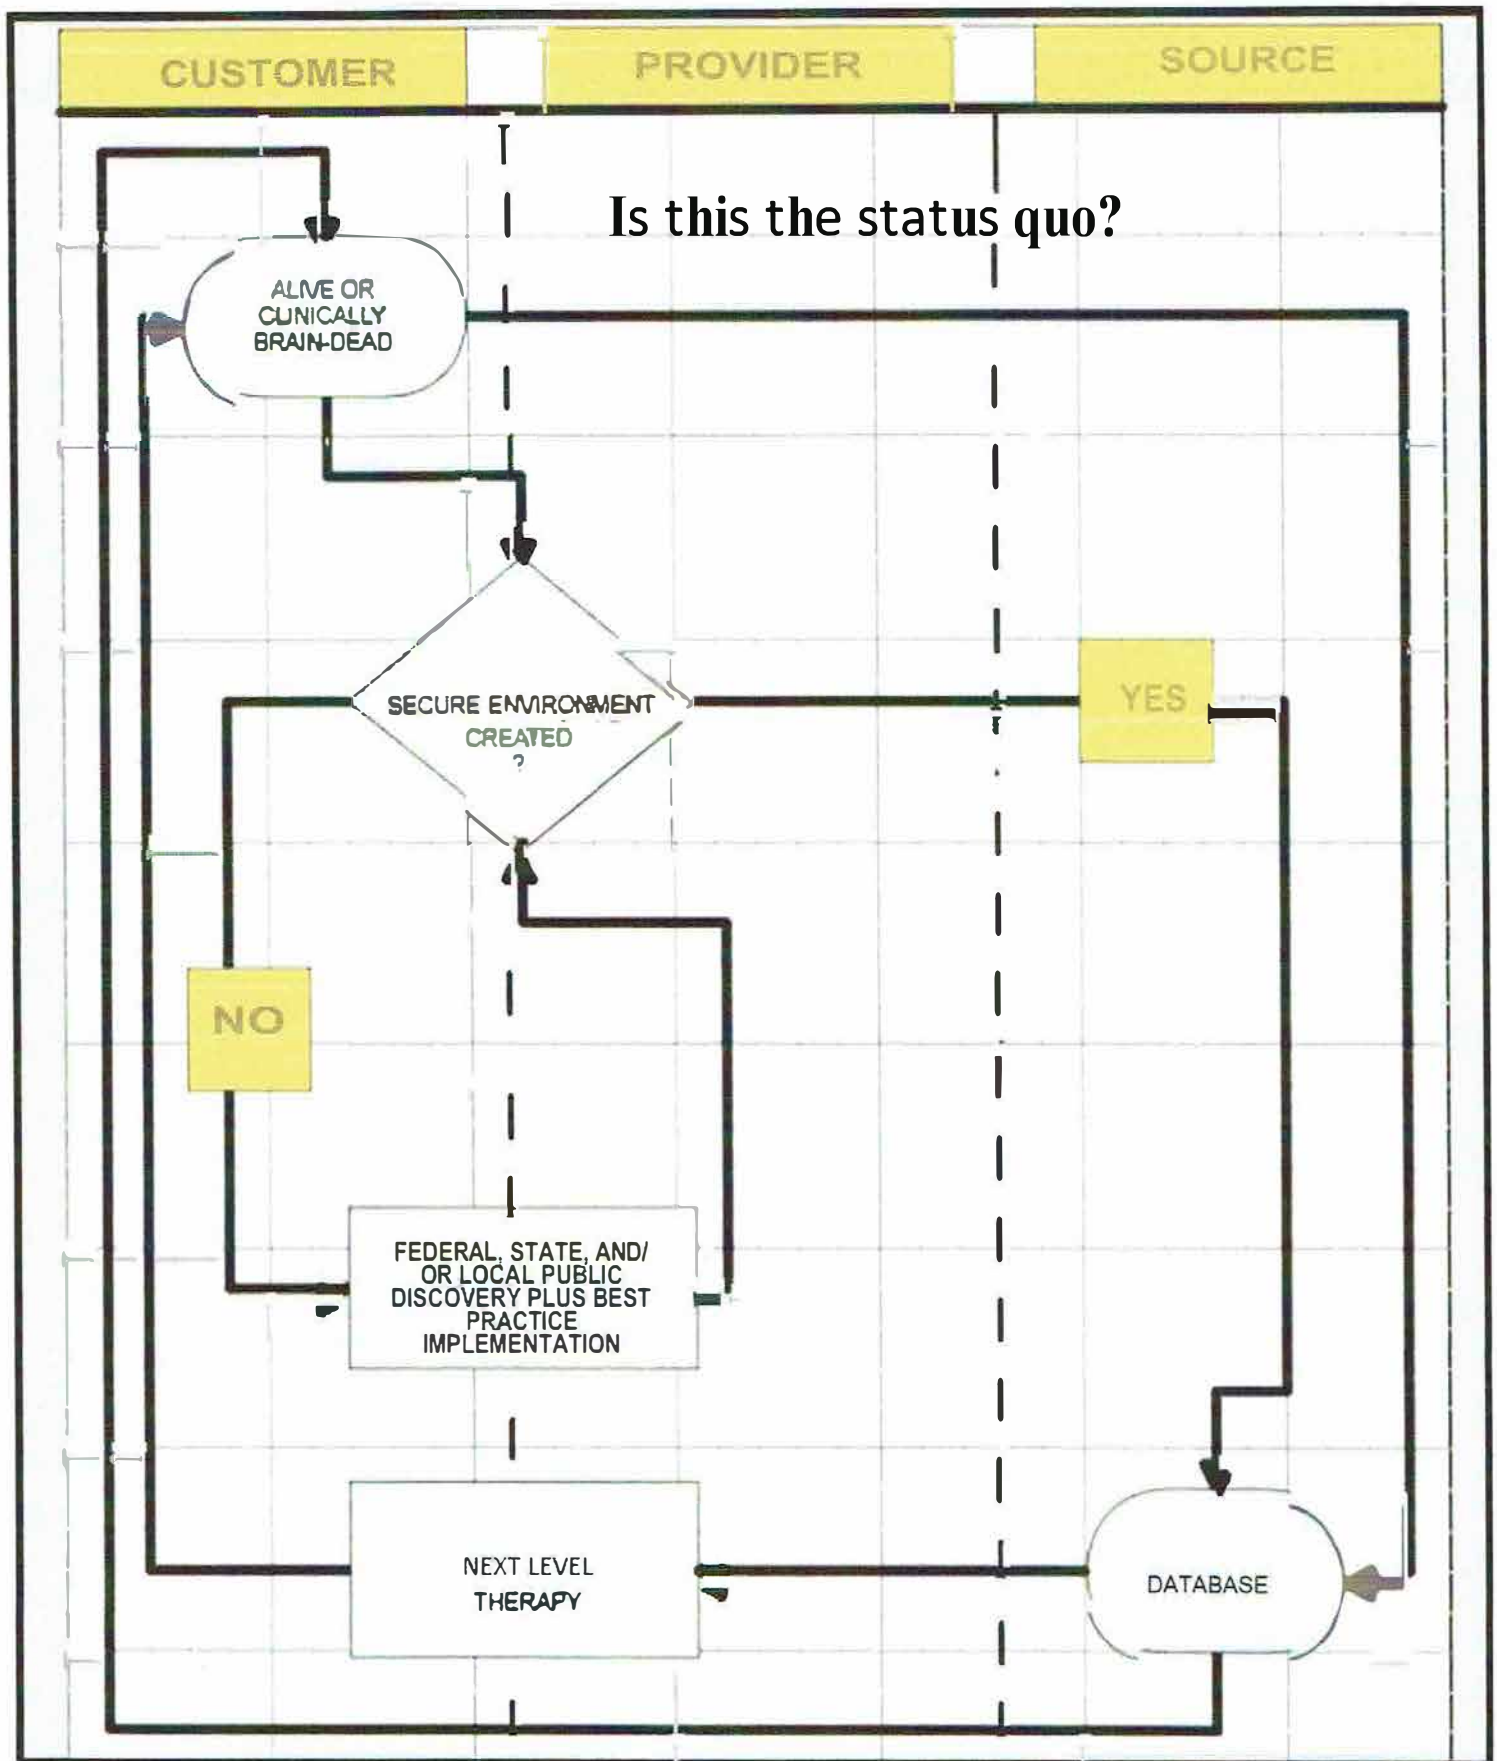 CUSTOMER
PROVIDER
SOURCE
Is this the status quo?
ALIVE OR
CLINICALLY
BRAIN-DEAD
SECURE ENVIRONMENT
CREATED
?
YES
NO
FEDERAL, STATE, AND/
OR LOCAL PUBLIC
DISCOVERY PLUS BEST
PRACTICE
IMPLEMENTATION
NEXT LEVEL
THERAPY
DATABASE